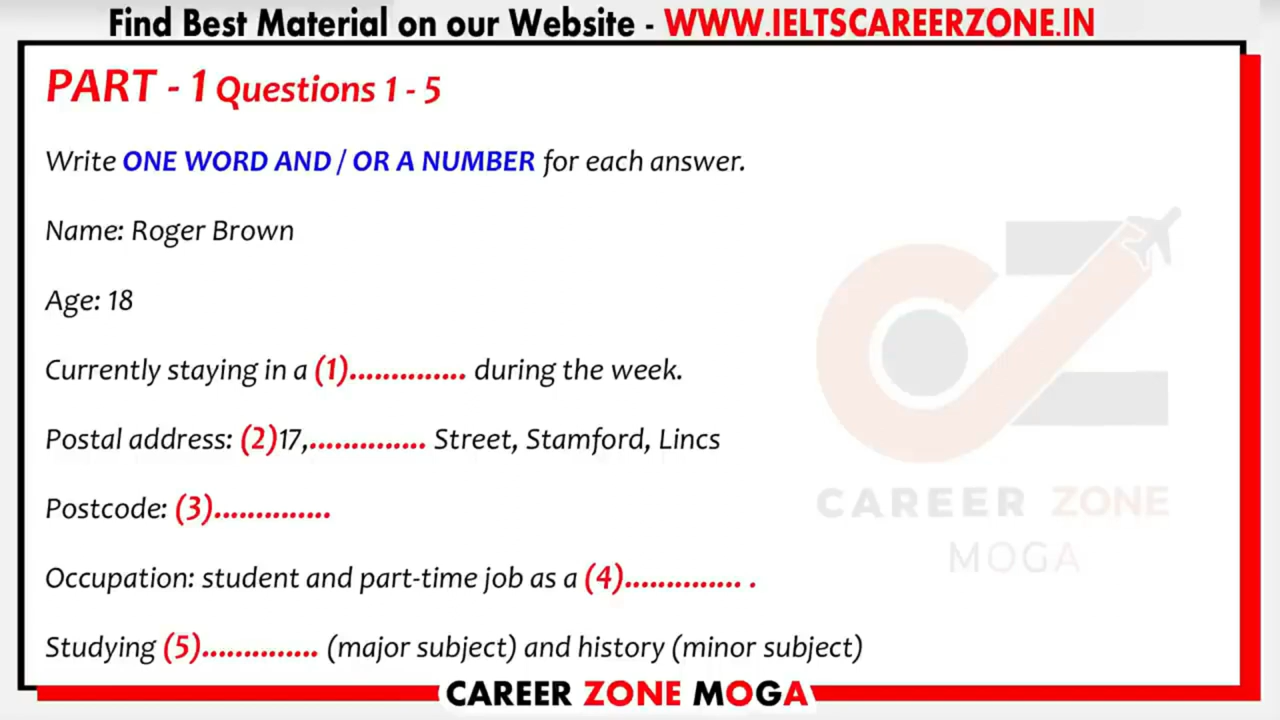 Find Best Material on our Website - WWW.IELTSCAREERZONE.IN
PART - 1 Questions 1 - 5
Write ONE WORD AND / OR A NUMBER for each answer.
Name: Roger Brown
Age: 18
Currently staying in a (1).............. during the week.
Postal address: (2)17,.............. Street, Stamford, Lincs
Postcode: (3)..............
Occupation: student and part-time job as a (4).............. .
Studying (5).............. (major subject) and history (minor subject)
CAREER ZONE
MOGA
CAREER ZONE MOGA